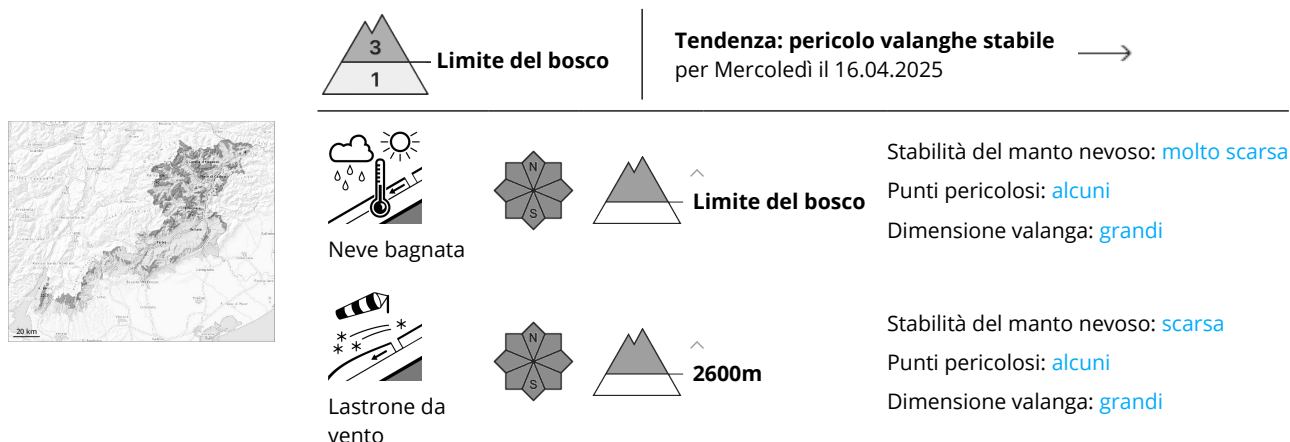 3
Limite del bosco
1
Tendenza: pericolo valanghe stabile
per Mercoledì il 16.04.2025
20 km
Neve bagnata
N
S
Limite del bosco
Stabilità del manto nevoso: molto scarsa
Punti pericolosi: alcuni
Dimensione valanga: grandi
Lastrone da
vento
N
S
2600m
Stabilità del manto nevoso: scarsa
Punti pericolosi: alcuni
Dimensione valanga: grandi